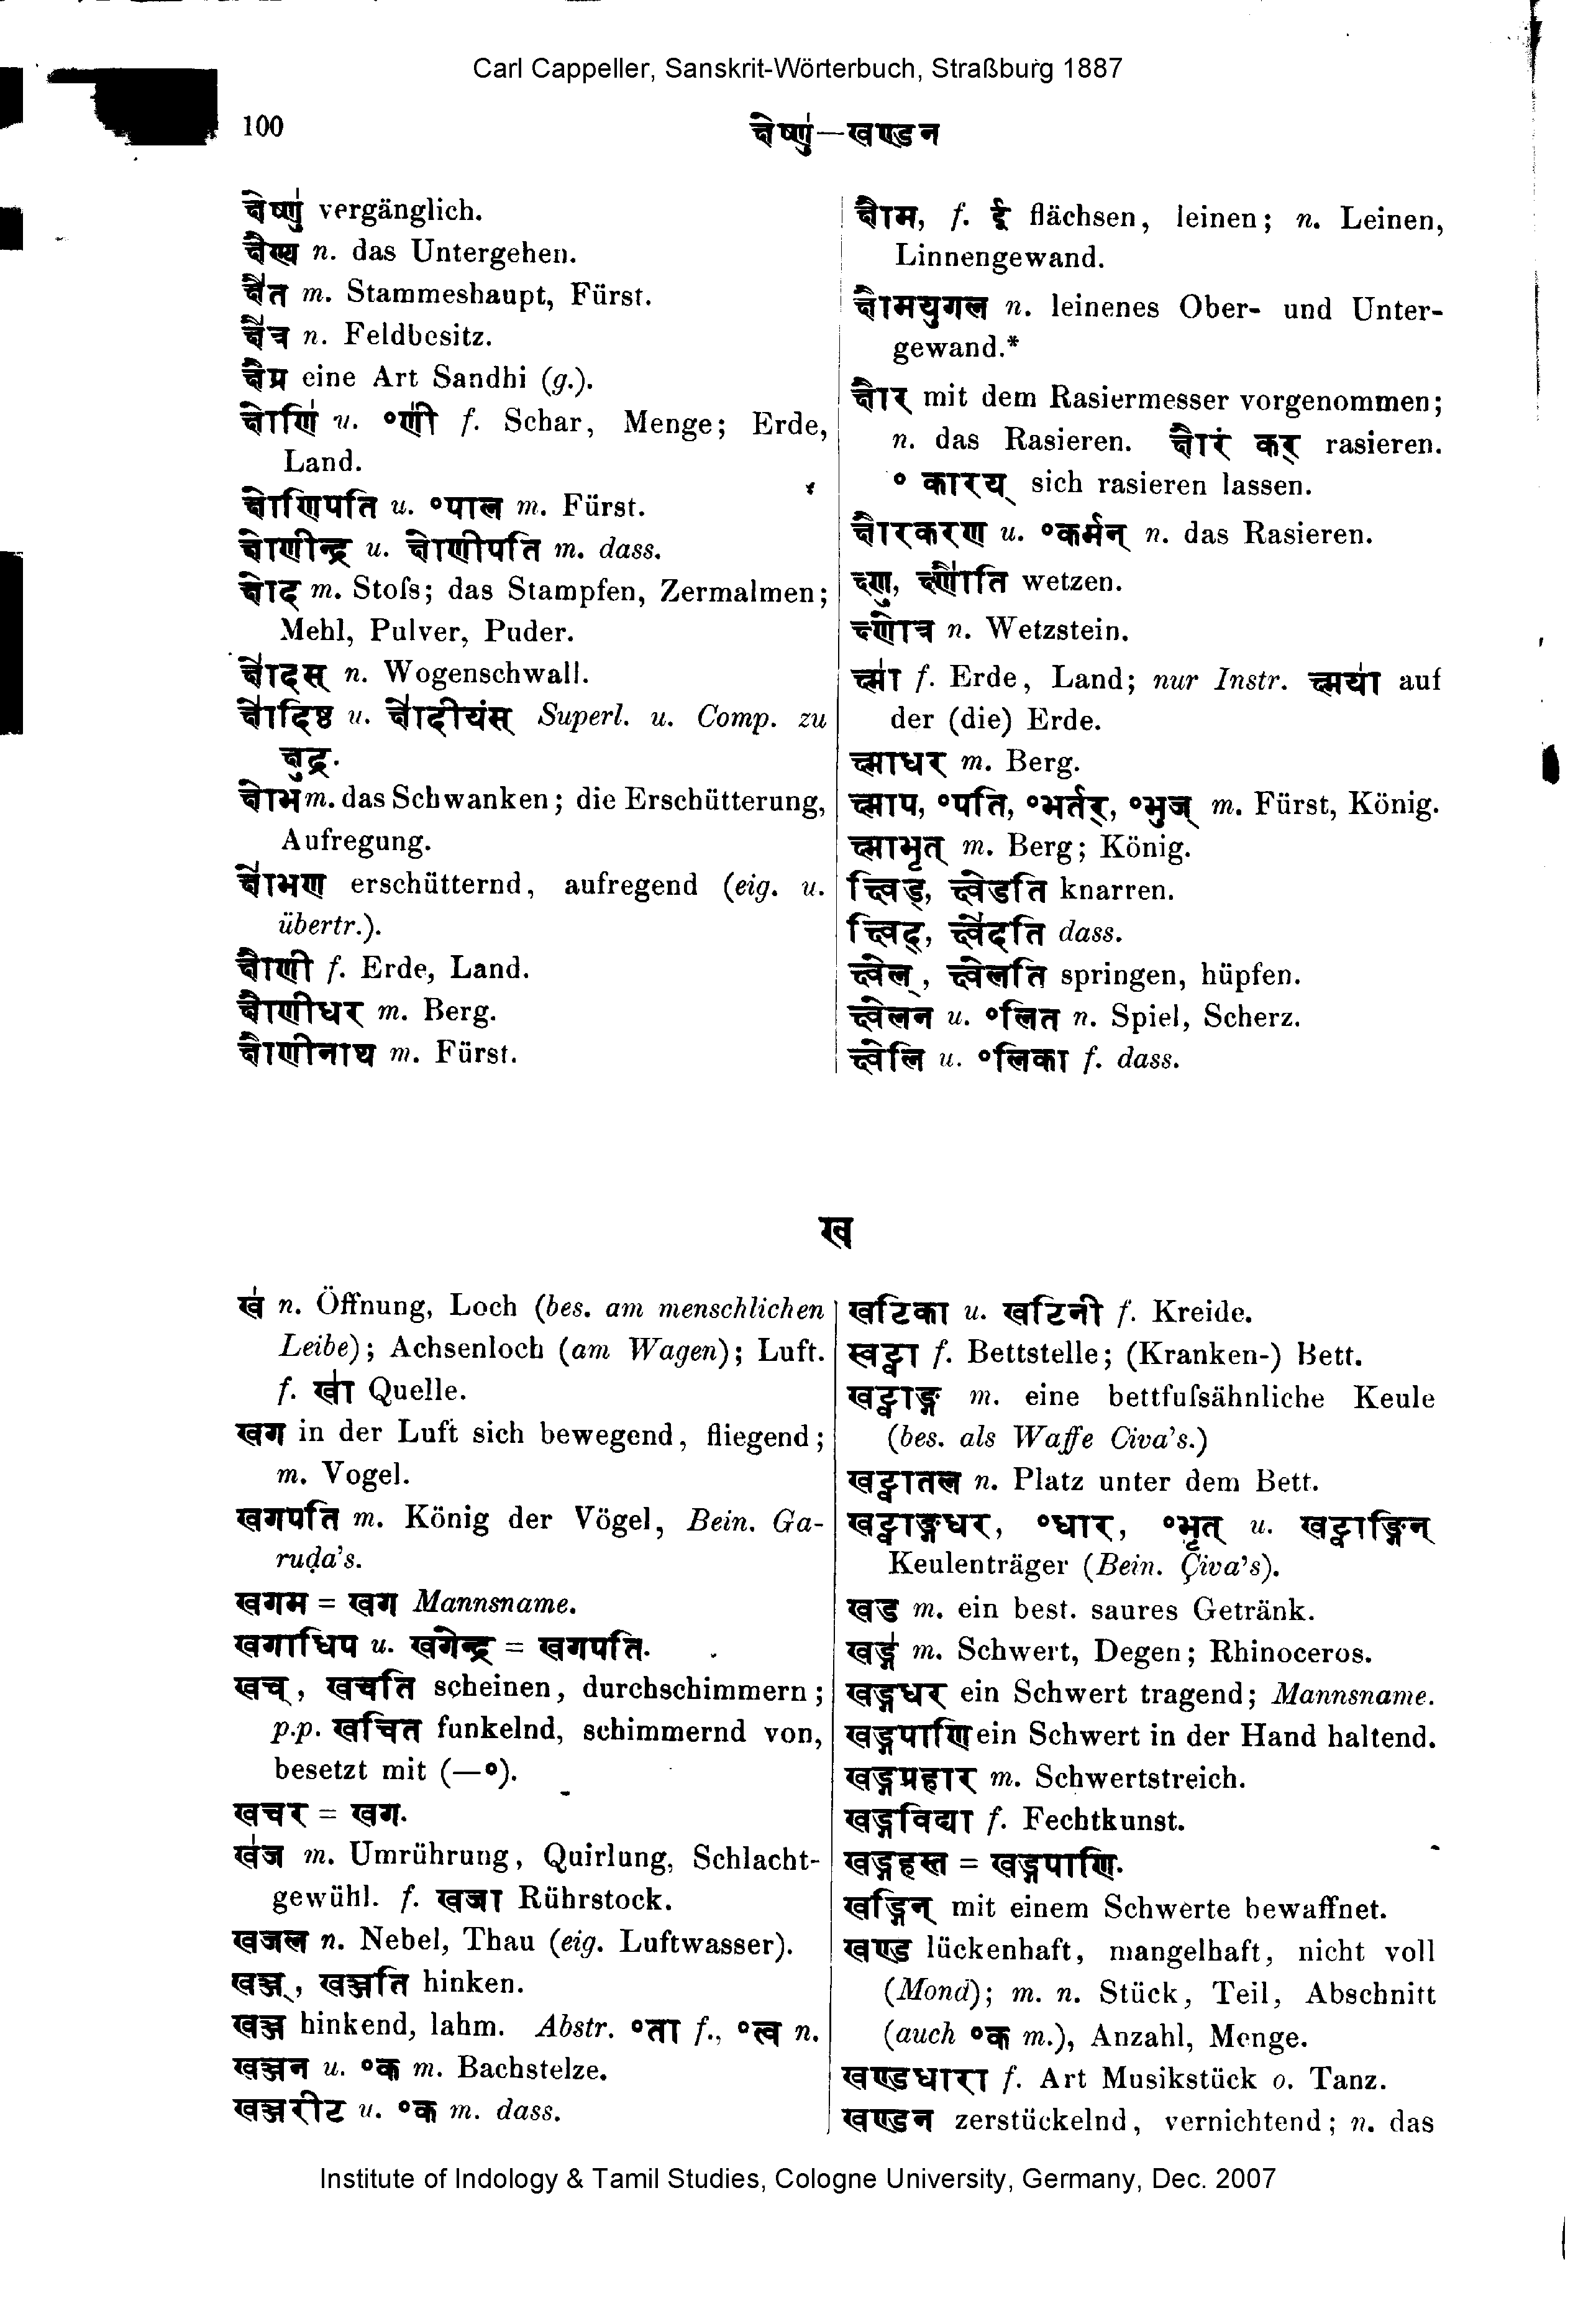 Carl Cappeller, Sanskrit-Wörterbuch, Straßburg 1887
100
क्षेष्णु॑—खण्डन
क्षेष्णु॑ vergänglich.
क्षैण्य n. das Untergehen.
क्षै॑त m. Stammeshaupt, Fürst.
क्षै॑त्र n. Feldbesitz.
क्षैप्र eine Art Sandhi (g.).
क्षोणि॑ u. °णी॑ f. Schar, Menge; Erde,
Land.
क्षोणिपति u. °पाल m. Fürst.
क्षोणीन्द्र u. क्षोणीपति m. dass.
क्षोद m. Stoſs; das Stampfen, Zermalmen;
Mehl, Pulver, Puder.
क्षो॑दस् n. Wogenschwall.
क्षो॑दिष्ठ u. क्षो॑दीयंस् Superl. u. Comp. zu
क्षुद्र.
क्षोभ m. das Schwanken; die Erschütterung,
Aufregung.
क्षो॑भण erschütternd, aufregend (eig. u.
übertr.).
क्षौणी f. Erde, Land.
क्षौणीधर m. Berg.
क्षौणीनाथ m. Fürst.
क्षौम, f. ई flächsen, leinen; n. Leinen,
Linnengewand.
क्षौमयुगल n. leinenes Ober- und Unter-
gewand.*
क्षौर mit dem Rasiermesser vorgenommen;
n. das Rasieren. क्षौरं कर् rasieren.
° कारय् sich rasieren lassen.
क्षौरकरण u. °कर्मन् n. das Rasieren.
क्ष्णु, क्ष्णौ॑ति wetzen.
क्ष्णोत्र n. Wetzstein.
क्ष्मा॑ f. Erde, Land; nur Instr. क्ष्मया॑ auf
der (die) Erde.
क्ष्माधर m. Berg.
क्ष्माप, °पति, °भर्तर्, °भुज् m. Fürst, König.
क्ष्माभृत् m. Berg; König.
क्ष्विड्, क्ष्वेडति knarren.
क्ष्विद्, क्ष्वे॑दति dass.
क्ष्वेल्, क्ष्वेलति springen, hüpfen.
क्ष्वेलन u. °लित n. Spiel, Scherz.
क्ष्वेलि u. °लिका f. dass.
ख
ख॑ n. Öffnung, Loch (bes. am menschlichen
Leibe); Achsenloch (am Wagen); Luft.
f. खा॑ Quelle.
खग in der Luft sich bewegend, fliegend;
m. Vogel.
खगपति m. König der Vögel, Bein. Ga-
ruḍa's.
खगम = खग Mannsname.
खगाधिप u. खगेन्द्र = खगपति.
खच्, खचति scheinen, durchschimmern;
p.p. खचित funkelnd, schimmernd von,
besetzt mit (—°).
खचर = खग.
ख॑ज m. Umrührung, Quirlung, Schlacht-
gewühl. f. खजा Rührstock.
खजल n. Nebel, Thau (eig. Luftwasser).
खञ्ज्, खञ्जति hinken.
खञ्ज hinkend, lahm. Abstr. °ता f., °त्व n.
खञ्जन u. °क m. Bachstelze.
खञ्जरीट u. °क m. dass.
खटिका u. खटिनी f. Kreide.
खट्वा f. Bettstelle; (Kranken-) Bett.
खट्वाङ्ग m. eine bettfuſsähnliche Keule
(bes. als Waffe Civa's.)
खट्वातल n. Platz unter dem Bett.
खट्वाङ्गधर, °धार, °भृत् u. खट्वाङ्गिन्
Keulenträger (Bein. Çiva's).
खड m. ein best. saures Getränk.
खड्ग॑ m. Schwert, Degen; Rhinoceros.
खड्गधर ein Schwert tragend; Mannsname.
खड्गपाणि ein Schwert in der Hand haltend.
खड्गप्रहार m. Schwertstreich.
खड्गविद्या f. Fechtkunst.
खड्गहस्त = खड्गपाणि.
खड्गिन् mit einem Schwerte bewaffnet.
खण्ड lückenhaft, mangelhaft, nicht voll
(Mond); m. n. Stück, Teil, Abschnitt
(auch °क m.), Anzahl, Menge.
खण्डधारा f. Art Musikstück o. Tanz.
खण्डन zerstückelnd, vernichtend; n. das
Institute of Indology & Tamil Studies, Cologne University, Germany, Dec. 2007